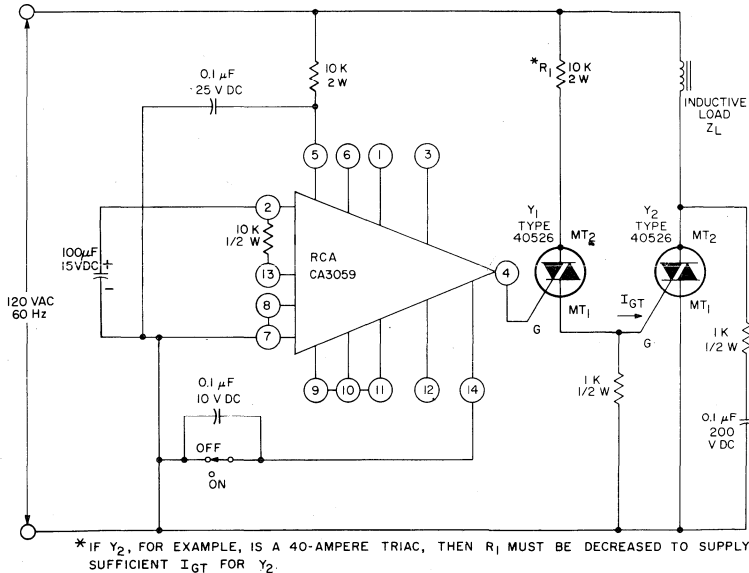 10 K
2W
*R1
10 K
2W
0.1 µF
25 V DC
INDUCTIVE
LOAD
ZL
5
6
1
3
Y1
TYPE
40526
Y2
TYPE
40526
MT2
MT2
2
10 K
1/2 W
RCA
CA3059
4
100µF
15VDC
+
-
13
8
7
120 VAC
60 Hz
MT1
IGT
MT1
G
G
1 K
1/2 W
1 K
1/2 W
9
10
11
12
14
0.1 µF
10 V DC
0.1 µF
200
V DC
OFF
ON
*IF Y2, FOR EXAMPLE, IS A 40-AMPERE TRIAC, THEN R1 MUST BE DECREASED TO SUPPLY
SUFFICIENT IGT FOR Y2.